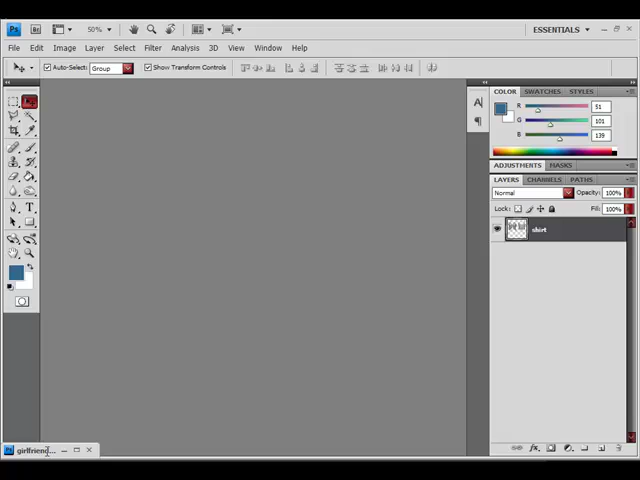 Ps Br 50% ESSENTIALS
File Edit Image Layer Select Filter Analysis 3D View Window Help
Auto-Select: Group Show Transform Controls
COLOR SWATCHES STYLES
R 51
G 101
B 139
ADJUSTMENTS MASKS
LAYERS CHANNELS PATHS
Normal Opacity: 100%
Lock: Fill: 100%
shirt
girlfriend...